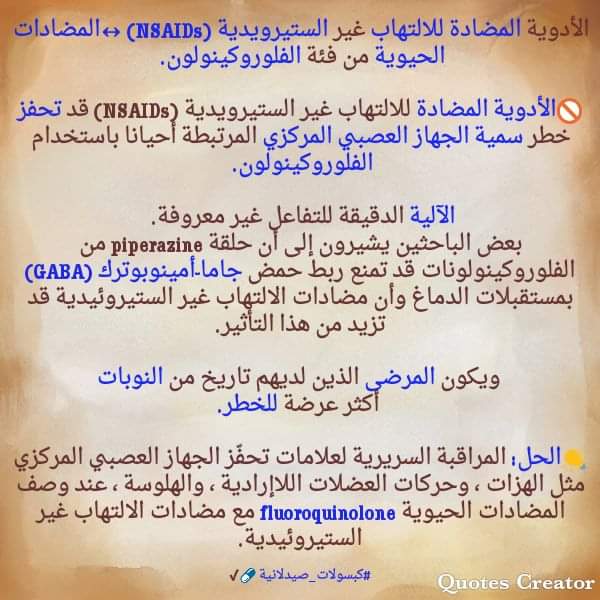 الأدوية المضادة للالتهاب غير الستيرويدية (NSAIDs) ↔المضادات
الحيوية من فئة الفلوروكينولون.
🚫الأدوية المضادة للالتهاب غير الستيرويدية (NSAIDs) قد تحفز
خطر سمية الجهاز العصبي المركزي المرتبطة أحيانا باستخدام
الفلوروكينولون.
الآلية الدقيقة للتفاعل غير معروفة.
بعض الباحثين يشيرون إلى أن حلقة piperazine من
الفلوروكينولونات قد تمنع ربط حمض جاما-أمينوبوترك (GABA)
بمستقبلات الدماغ وأن مضادات الالتهاب غير الستيروئيدية قد
تزيد من هذا التأثير.
ويكون المرضى الذين لديهم تاريخ من النوبات
أكثر عرضة للخطر.
الحل: المراقبة السريرية لعلامات تحفّز الجهاز العصبي المركزي
مثل الهزات ، وحركات العضلات اللاإرادية ، والهلوسة ، عند وصف
المضادات الحيوية fluoroquinolone مع مضادات الالتهاب غير
الستيروئيدية.
#كبسولات_صيدلانية 💊✓
Quotes Creator